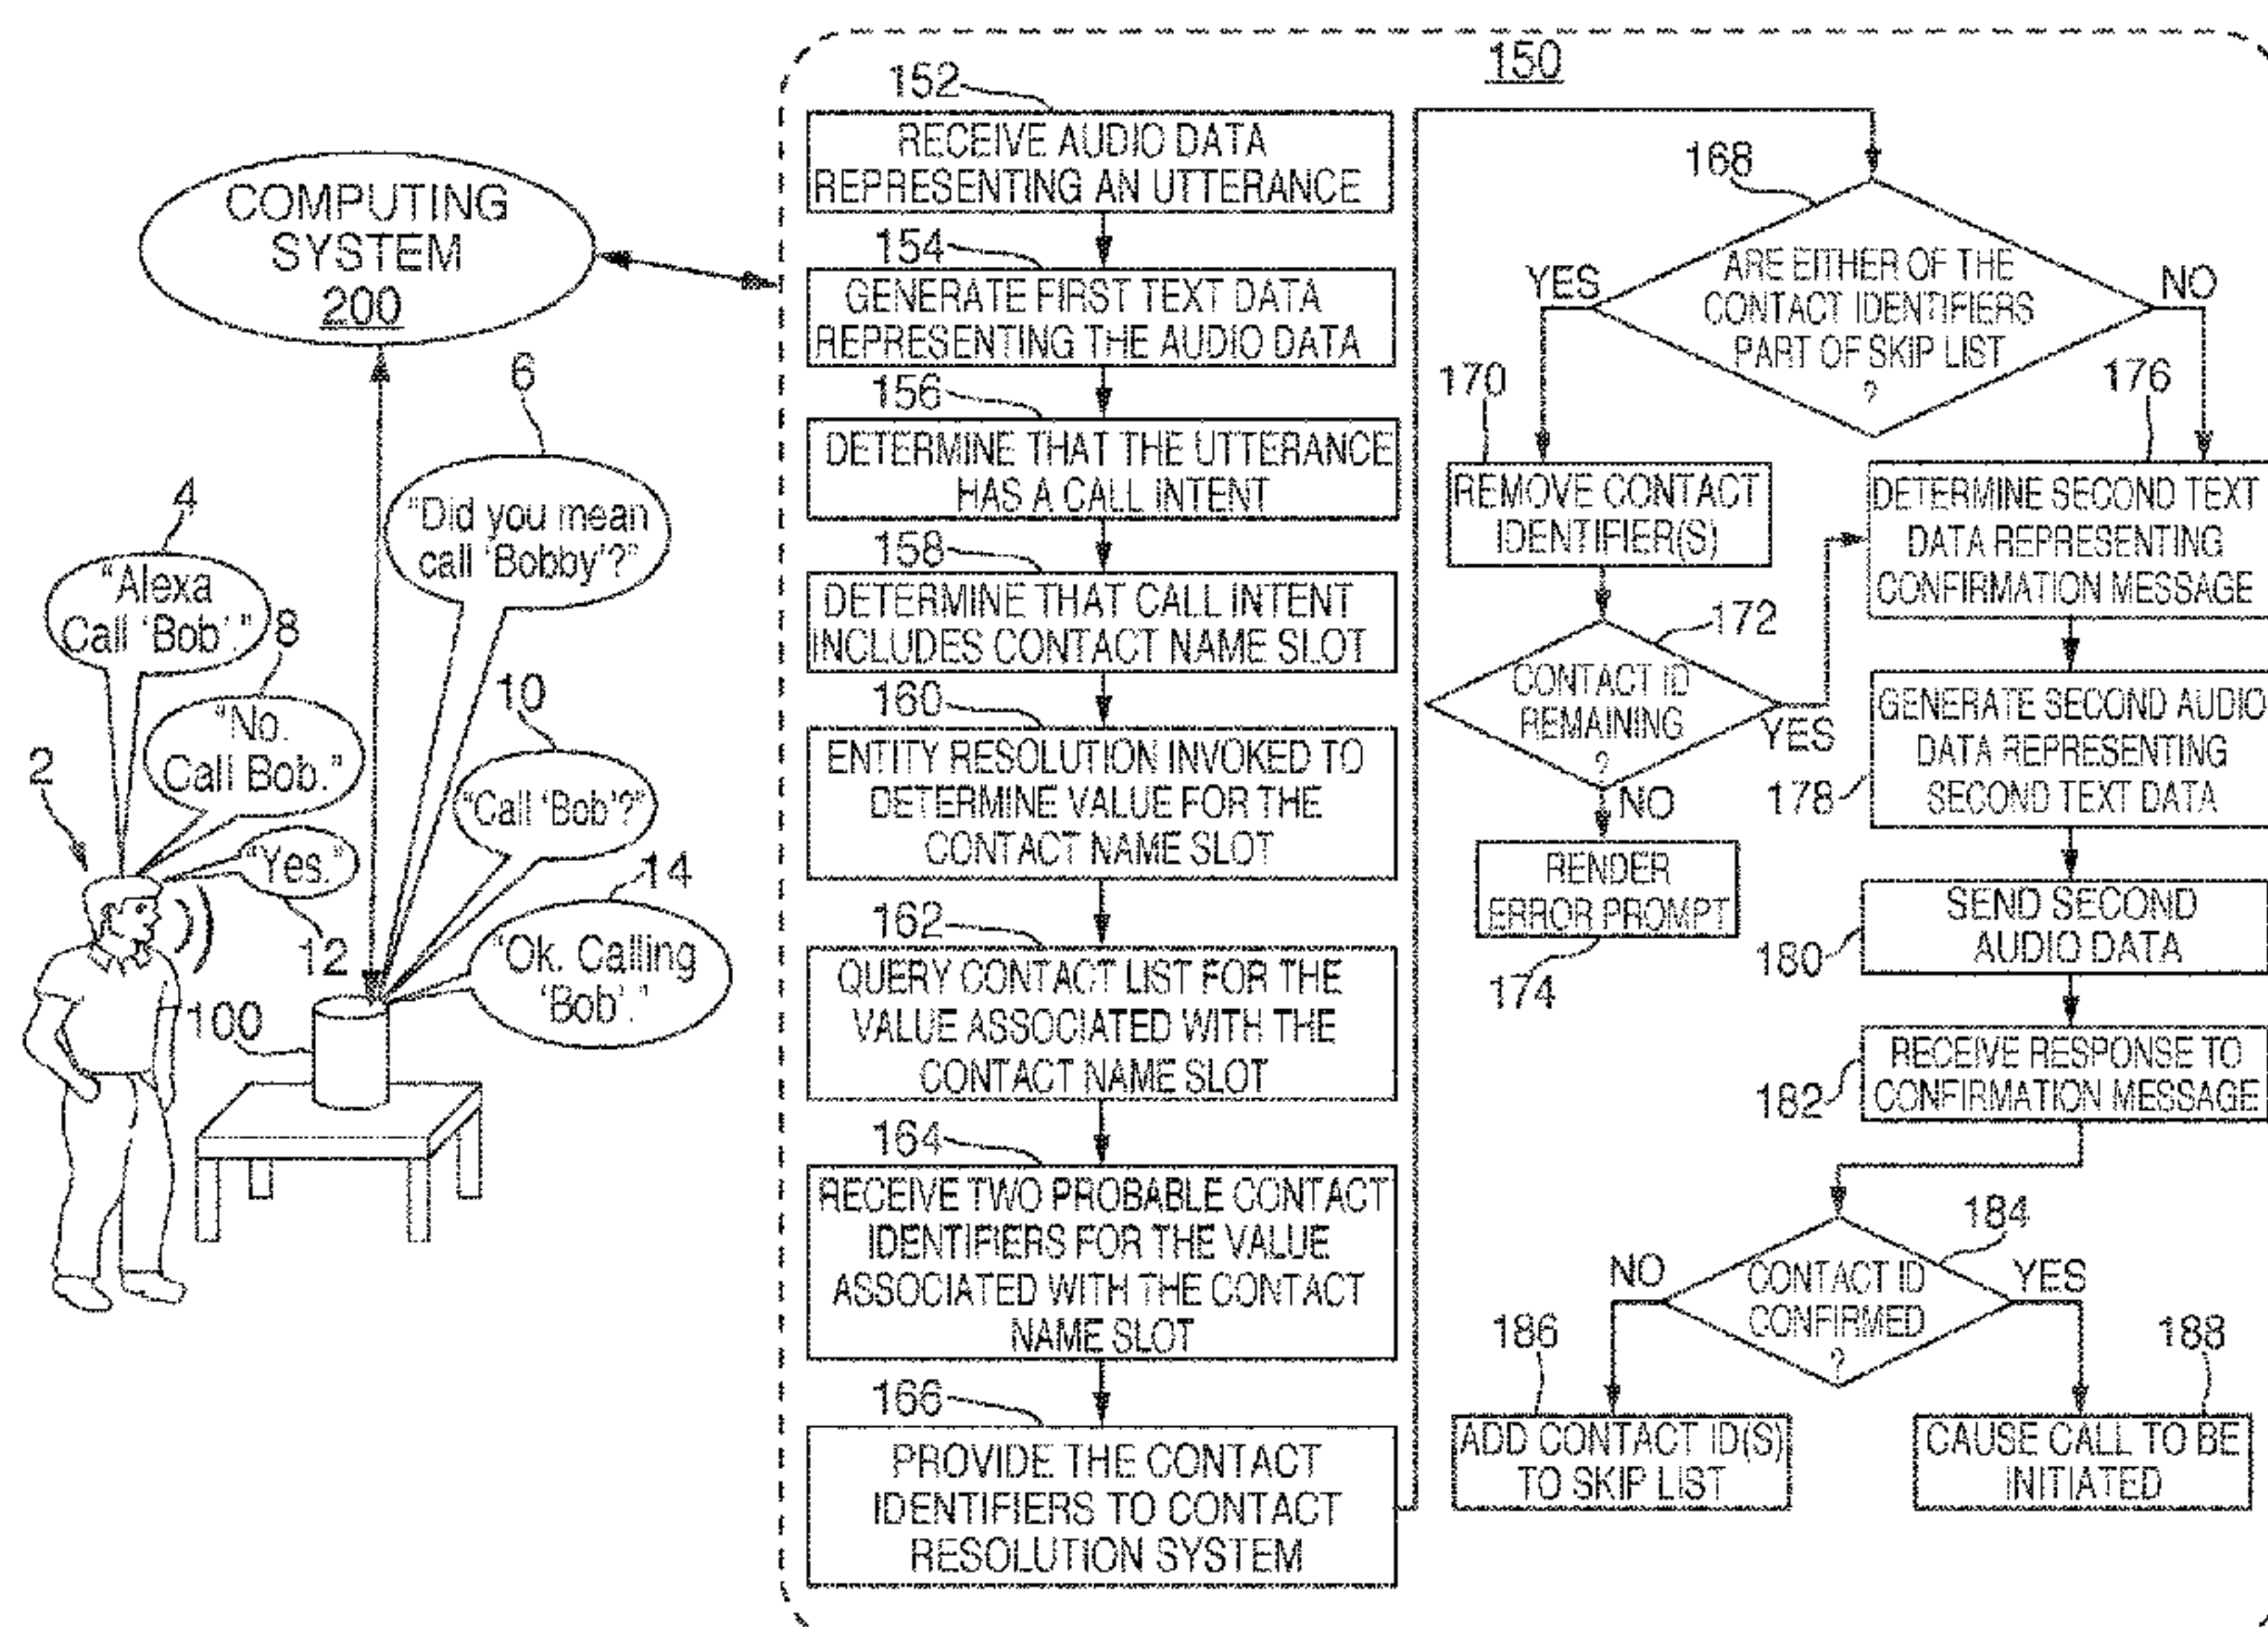 COMPUTING
SYSTEM
200
6
"Did you mean
call 'Bobby'?"
4
"Alexa
Call 'Bob'."
8
"No.
Call Bob."
10
"Call 'Bob'?"
2
"Yes."
12
14
"Ok. Calling
'Bob'."
100
150
152
RECEIVE AUDIO DATA
REPRESENTING AN UTTERANCE
154
GENERATE FIRST TEXT DATA
REPRESENTING THE AUDIO DATA
156
DETERMINE THAT THE UTTERANCE
HAS A CALL INTENT
158
DETERMINE THAT CALL INTENT
INCLUDES CONTACT NAME SLOT
160
ENTITY RESOLUTION INVOKED TO
DETERMINE VALUE FOR THE
CONTACT NAME SLOT
162
QUERY CONTACT LIST FOR THE
VALUE ASSOCIATED WITH THE
CONTACT NAME SLOT
164
RECEIVE TWO PROBABLE CONTACT
IDENTIFIERS FOR THE VALUE
ASSOCIATED WITH THE CONTACT
NAME SLOT
166
PROVIDE THE CONTACT
IDENTIFIERS TO CONTACT
RESOLUTION SYSTEM
168
ARE EITHER OF THE
CONTACT IDENTIFIERS
PART OF SKIP LIST
?
YES
NO
170
REMOVE CONTACT
IDENTIFIER(S)
172
CONTACT ID
REMAINING
?
YES
NO
RENDER
ERROR PROMPT
174
176
DETERMINE SECOND TEXT
DATA REPRESENTING
CONFIRMATION MESSAGE
178
GENERATE SECOND AUDIO
DATA REPRESENTING
SECOND TEXT DATA
180
SEND SECOND
AUDIO DATA
182
RECEIVE RESPONSE TO
CONFIRMATION MESSAGE
184
CONTACT ID
CONFIRMED
?
NO
YES
186
ADD CONTACT ID(S)
TO SKIP LIST
188
CAUSE CALL TO BE
INITIATED